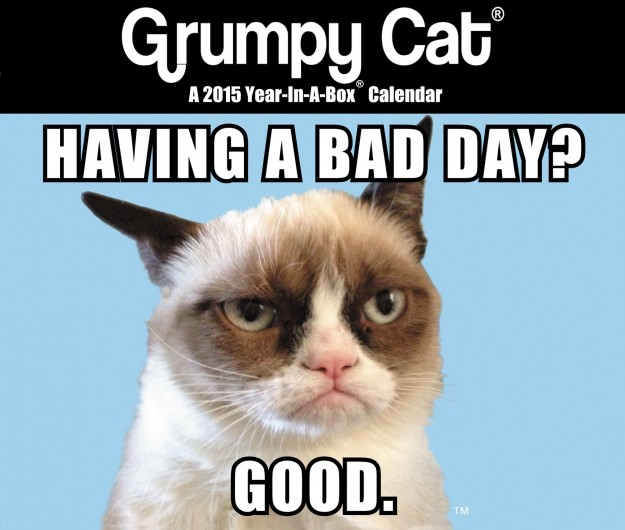 Grumpy Cat®
A 2015 Year-In-A-Box® Calendar
HAVING A BAD DAY?
GOOD.
TM